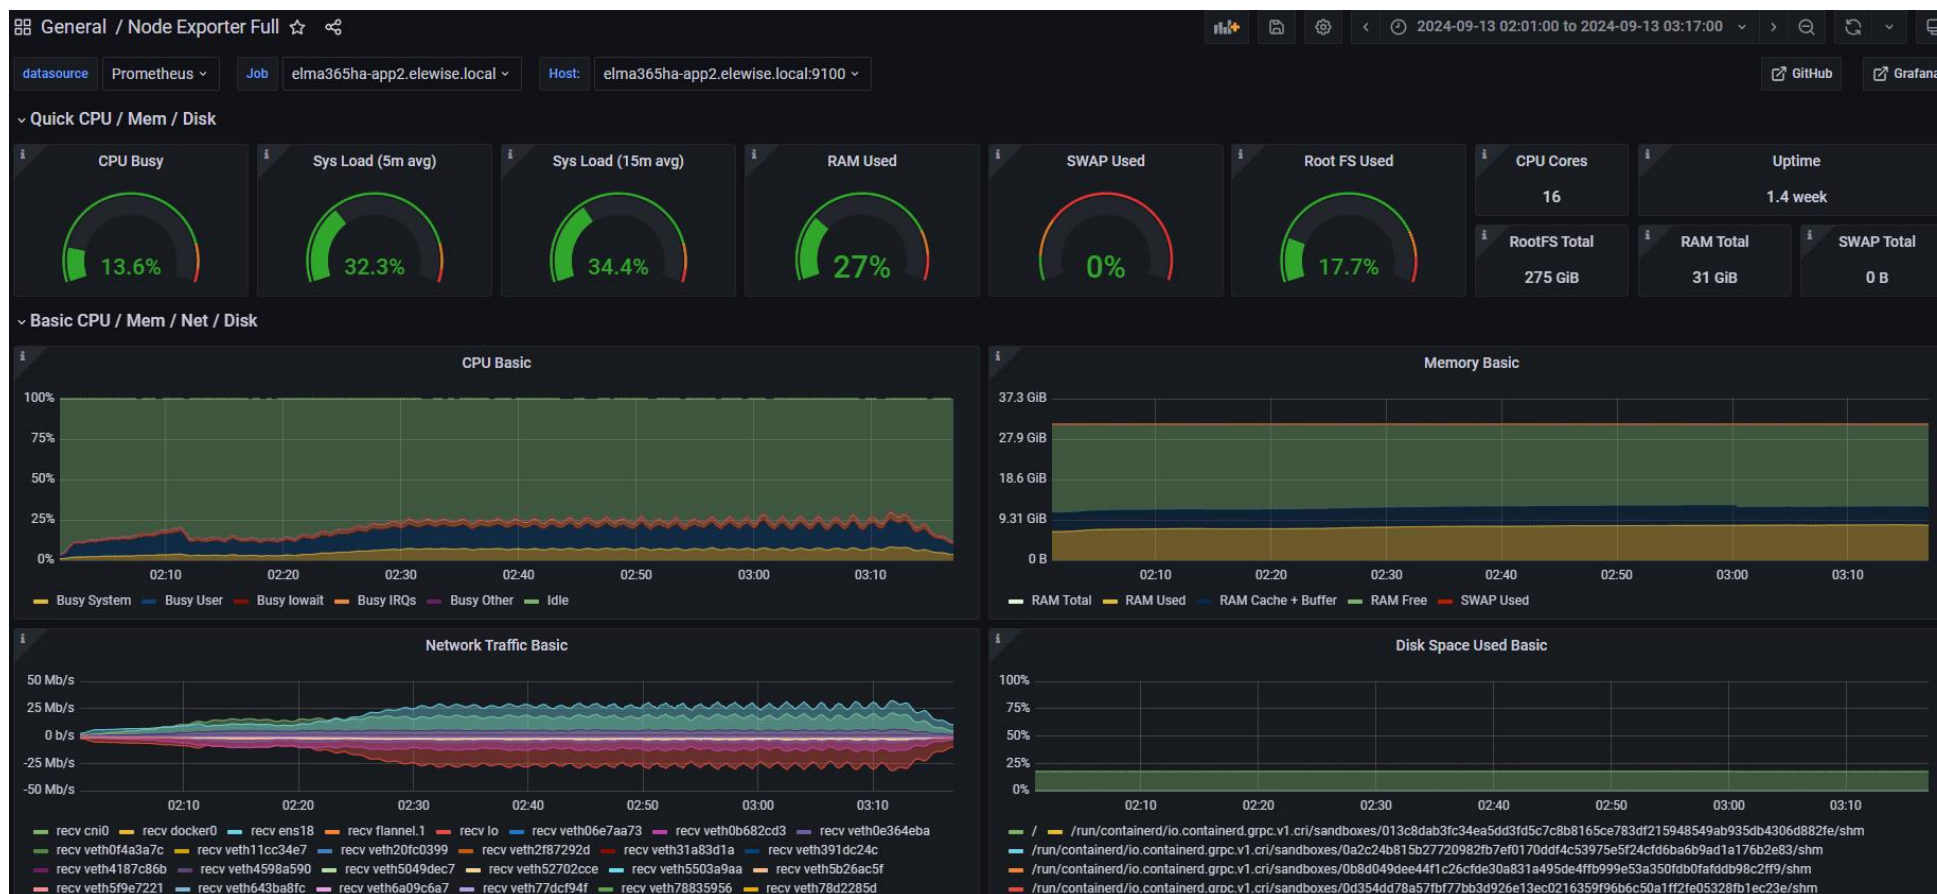 General / Node Exporter Full
2024-09-13 02:01:00 to 2024-09-13 03:17:00
datasource Prometheus Job elma365ha-app2.elewise.local Host: elma365ha-app2.elewise.local:9100 GitHub Grafana
Quick CPU / Mem / Disk
CPU Busy
13.6%
Sys Load (5m avg)
32.3%
Sys Load (15m avg)
34.4%
RAM Used
27%
SWAP Used
0%
Root FS Used
17.7%
CPU Cores
16
Uptime
1.4 week
RootFS Total
275 GiB
RAM Total
31 GiB
SWAP Total
0 B
Basic CPU / Mem / Net / Disk
CPU Basic
100%
75%
50%
25%
0%
02:10 02:20 02:30 02:40 02:50 03:00 03:10
Busy System Busy User Busy Iowait Busy IRQs Busy Other Idle
Memory Basic
37.3 GiB
27.9 GiB
18.6 GiB
9.31 GiB
0 B
02:10 02:20 02:30 02:40 02:50 03:00 03:10
RAM Total RAM Used RAM Cache + Buffer RAM Free SWAP Used
Network Traffic Basic
50 Mb/s
25 Mb/s
0 b/s
-25 Mb/s
-50 Mb/s
02:10 02:20 02:30 02:40 02:50 03:00 03:10
recv cni0 recv docker0 recv ens18 recv flannel.1 recv lo recv veth06e7aa73 recv veth0b682cd3 recv veth0e364eba
recv veth0f4a3a7c recv veth11cc34e7 recv veth20fc0399 recv veth2f87292d recv veth31a83d1a recv veth391dc24c
recv veth4187c86b recv veth4598a590 recv veth5049dec7 recv veth52702cce recv veth5503a9aa recv veth5b26ac5f
recv veth5f9e7221 recv veth643ba8fc recv veth6a09c6a7 recv veth77dcf94f recv veth78835956 recv veth78d2285d
Disk Space Used Basic
100%
75%
50%
25%
0%
02:10 02:20 02:30 02:40 02:50 03:00 03:10
/ /run/containerd/io.containerd.grpc.v1.cri/sandboxes/013c8dab3fc34ea5dd3fd5c7c8b8165ce783df215948549ab935db4306d882fe/shm
/run/containerd/io.containerd.grpc.v1.cri/sandboxes/0a2c24b815b27720982fb7ef0170ddf4c53975e5f24cfd6ba6b9ad1a176b2e83/shm
/run/containerd/io.containerd.grpc.v1.cri/sandboxes/0b8d049dee44f1c26cfde30a831a495de4ffb999e53a350fdb0fafddb98c2ff9/shm
/run/containerd/io.containerd.grpc.v1.cri/sandboxes/0d354dd78a57fbf77bb3d926e13ec0216359f96b6c50a1ff2fe05328fb1ec23e/shm